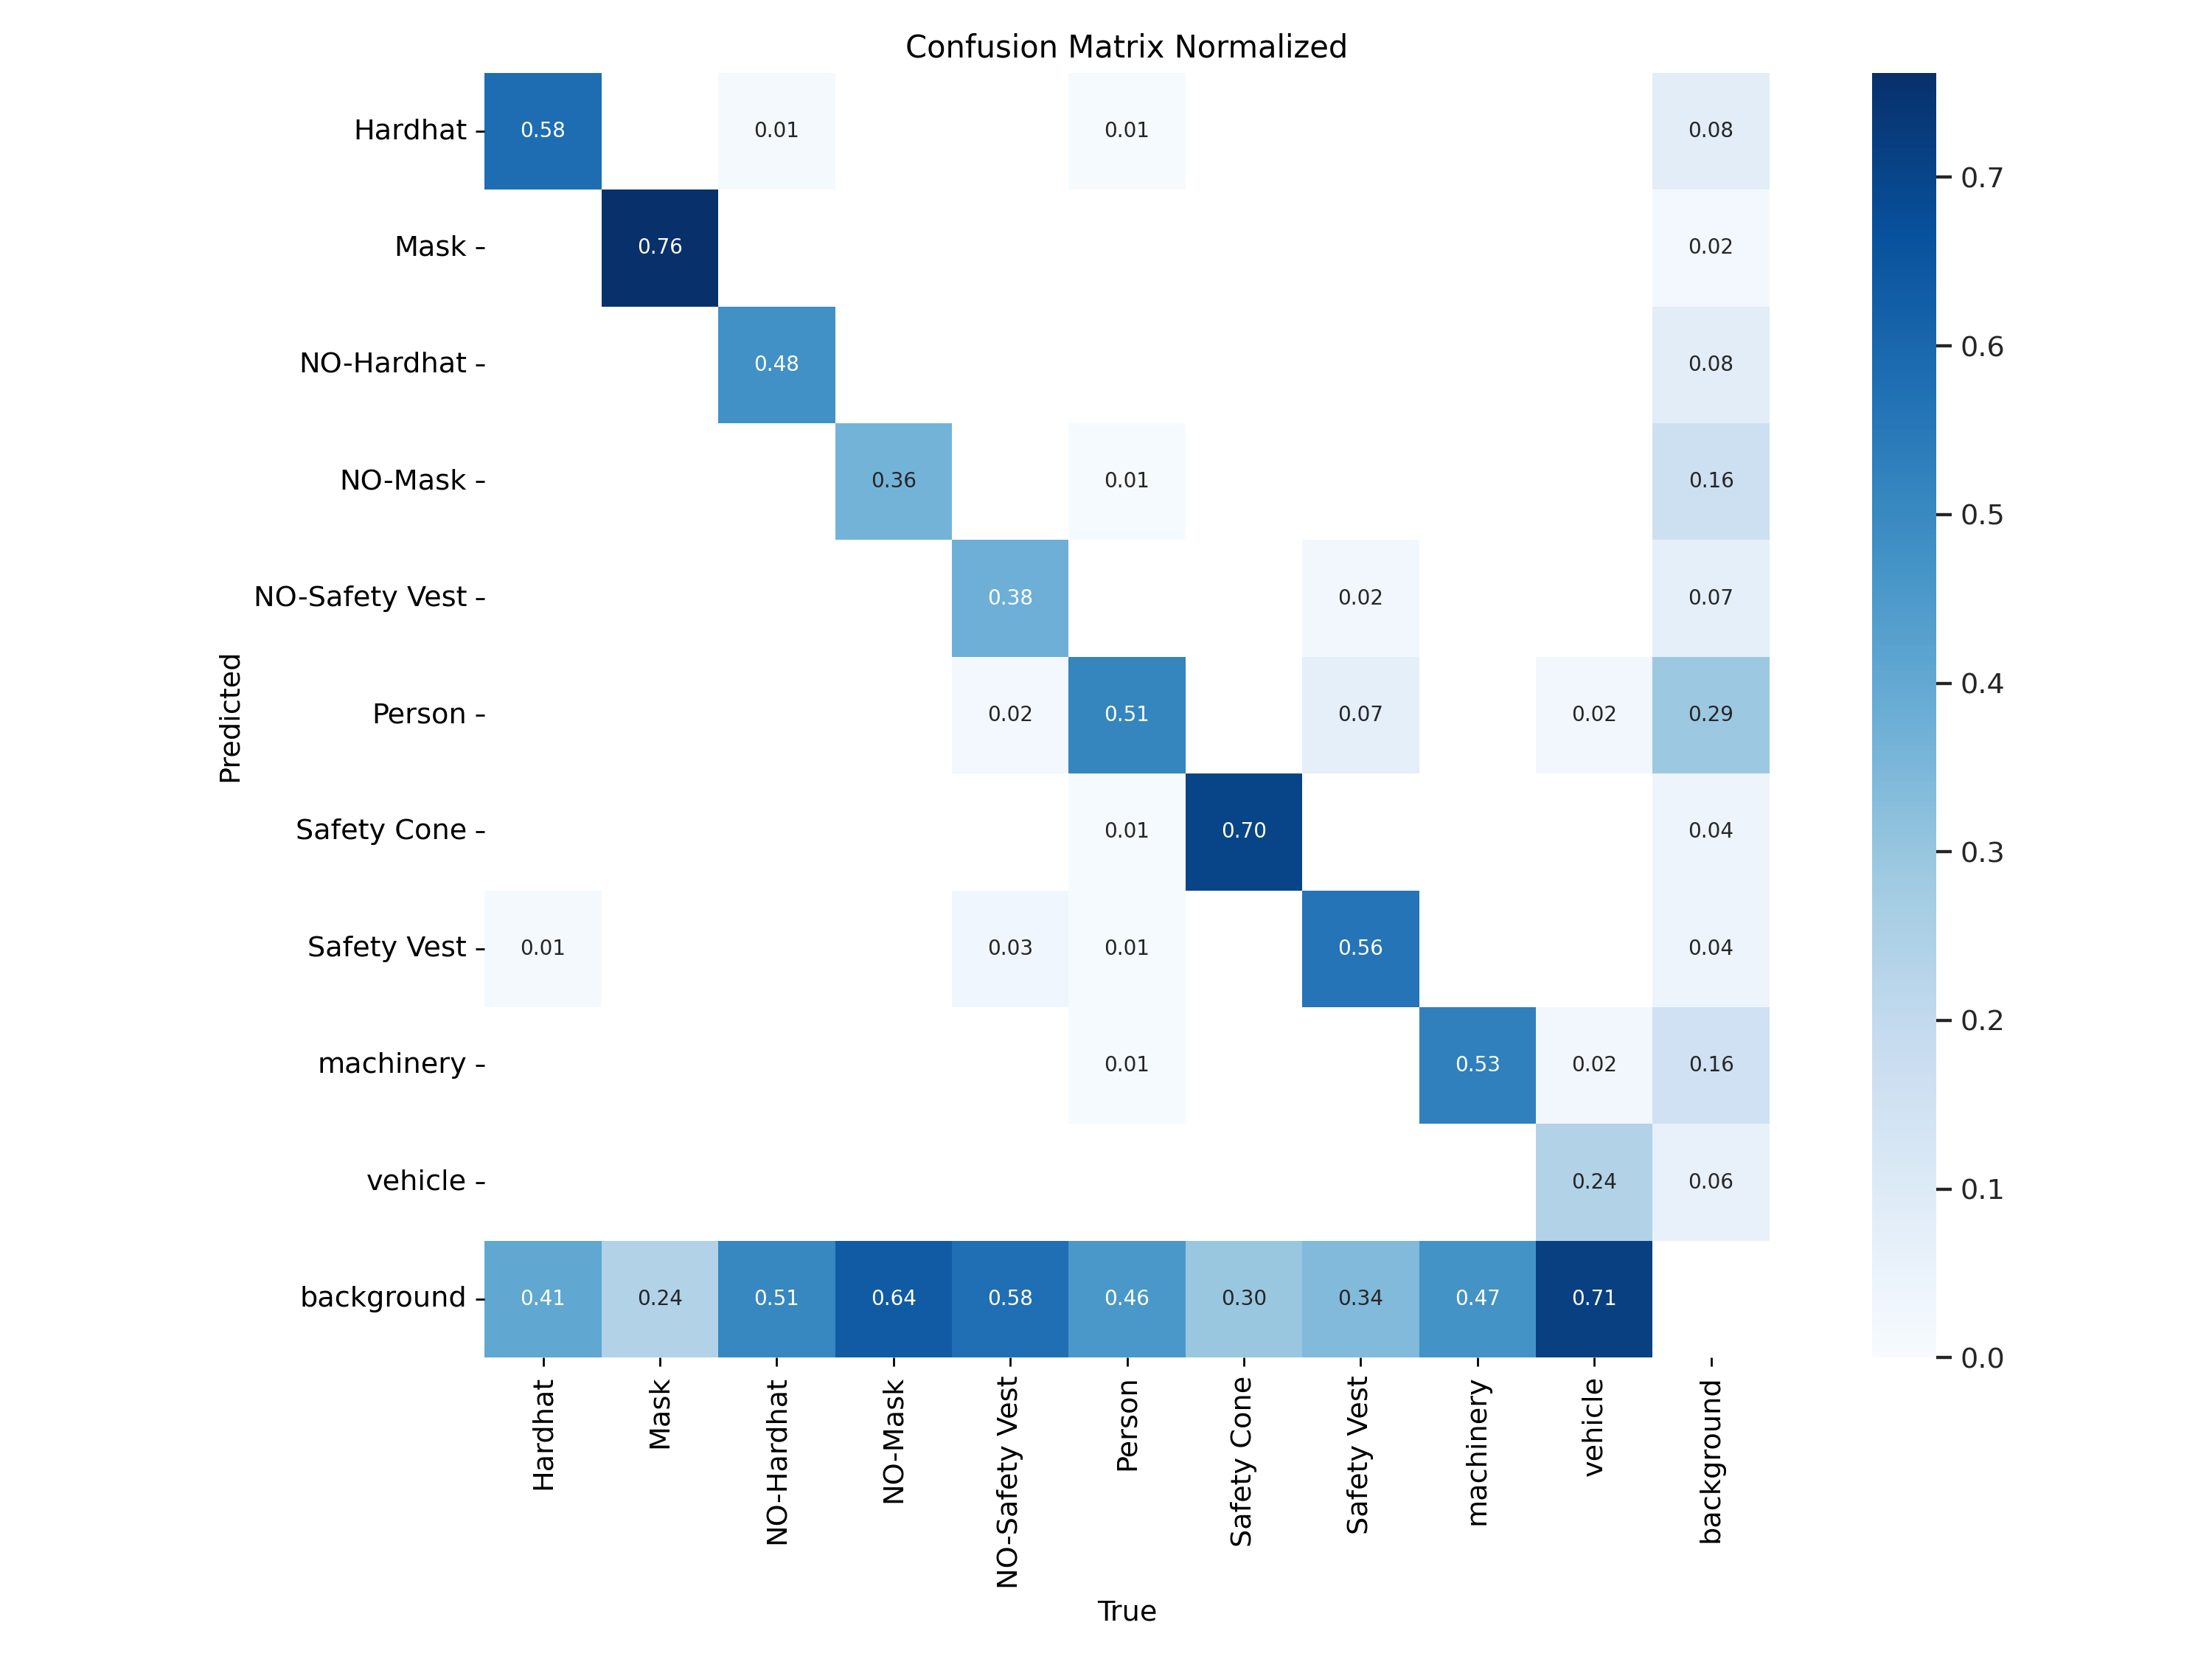 Confusion Matrix Normalized
Hardhat 0.58 0.01 0.01 0.08
Mask 0.76 0.02
NO-Hardhat 0.48 0.08
NO-Mask 0.36 0.01 0.16
NO-Safety Vest 0.38 0.02 0.07
Person 0.02 0.51 0.07 0.02 0.29
Safety Cone 0.01 0.70 0.04
Safety Vest 0.01 0.03 0.01 0.56 0.04
machinery 0.01 0.53 0.02 0.16
vehicle 0.24 0.06
background 0.41 0.24 0.51 0.64 0.58 0.46 0.30 0.34 0.47 0.71
Predicted
Hardhat
Mask
NO-Hardhat
NO-Mask
NO-Safety Vest
Person
Safety Cone
Safety Vest
machinery
vehicle
background
True
0.7
0.6
0.5
0.4
0.3
0.2
0.1
0.0